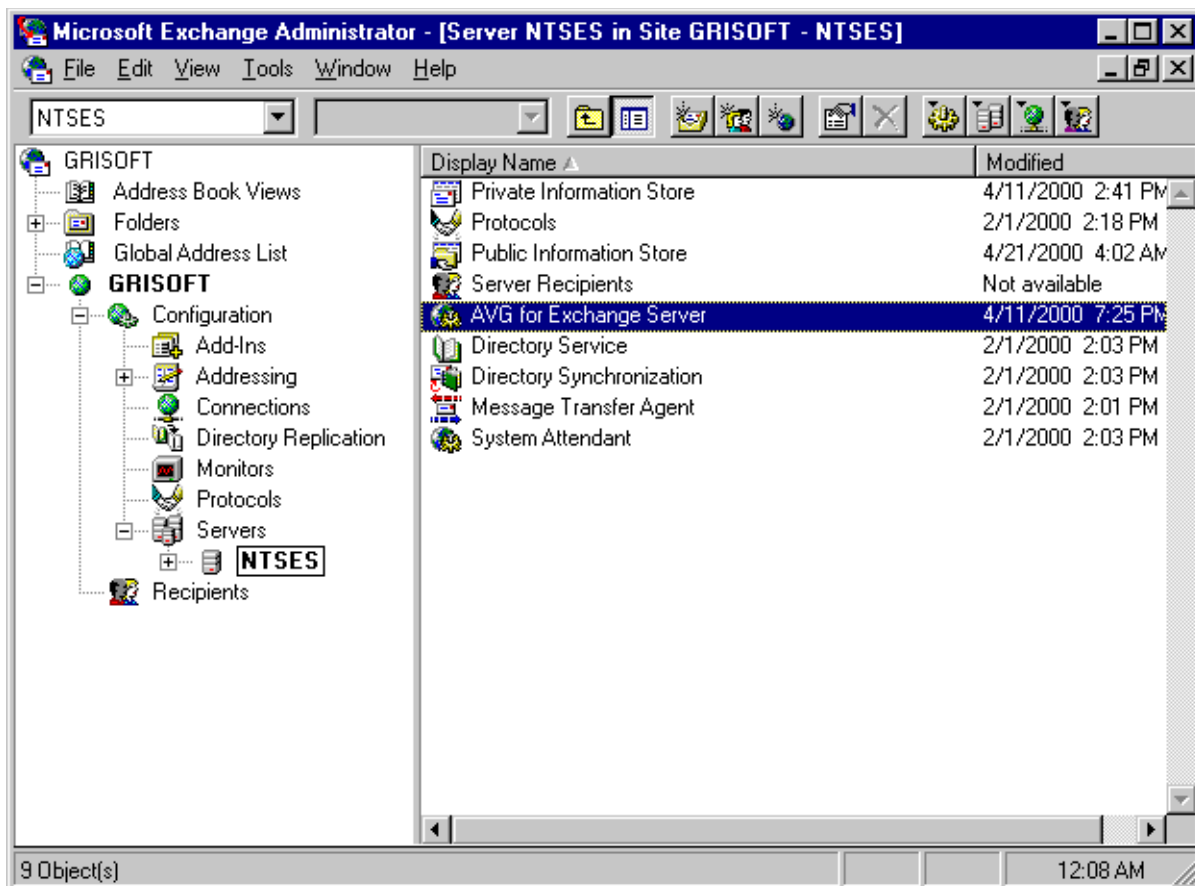 Microsoft Exchange Administrator - [Server NTSES in Site GRISOFT - NTSES]
File Edit View Tools Window Help
NTSES
GRISOFT
Address Book Views
Folders
Global Address List
GRISOFT
Configuration
Add-Ins
Addressing
Connections
Directory Replication
Monitors
Protocols
Servers
NTSES
Recipients
Display Name Modified
Private Information Store 4/11/2000 2:41 PM
Protocols 2/1/2000 2:18 PM
Public Information Store 4/21/2000 4:02 AM
Server Recipients Not available
AVG for Exchange Server 4/11/2000 7:25 PM
Directory Service 2/1/2000 2:03 PM
Directory Synchronization 2/1/2000 2:03 PM
Message Transfer Agent 2/1/2000 2:01 PM
System Attendant 2/1/2000 2:03 PM
9 Object(s) 12:08 AM